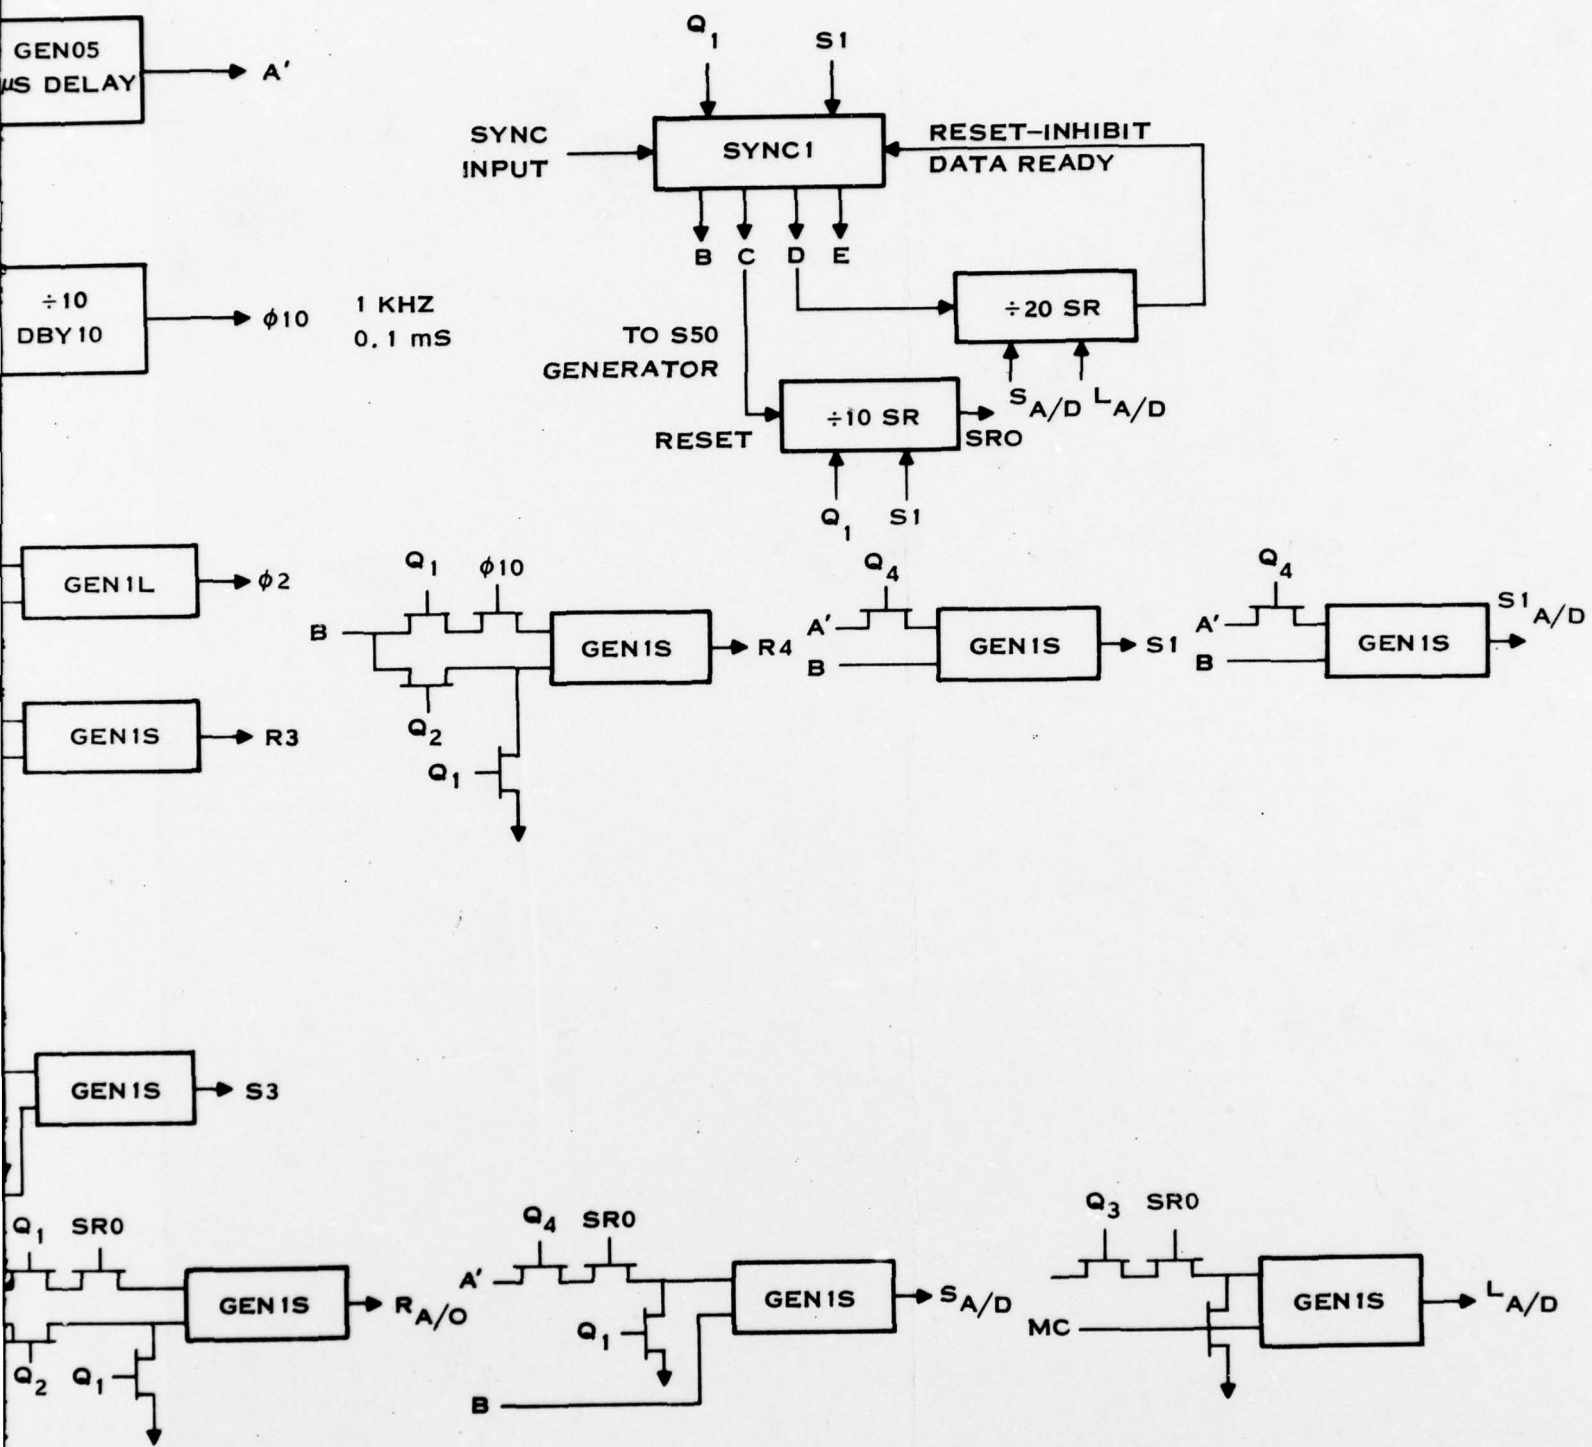 GEN05
µS DELAY
A'
Q1
S1
SYNC
INPUT
SYNC1
RESET-INHIBIT
DATA READY
B C D E
÷10
DBY10
φ10
1 KHZ
0.1 mS
÷20 SR
TO S50
GENERATOR
SA/D LA/D
÷10 SR
RESET
SRO
Q1 S1
GEN1L
φ2
Q1 φ10
B
GEN1S
R4
Q2
Q1
Q4
A'
B
GEN1S
S1
Q4
A'
B
GEN1S
S1A/D
GEN1S
R3
GEN1S
S3
Q1 SR0
GEN1S
RA/O
Q2 Q1
Q4 SR0
A'
Q1
B
GEN1S
SA/D
Q3 SR0
MC
GEN1S
LA/D